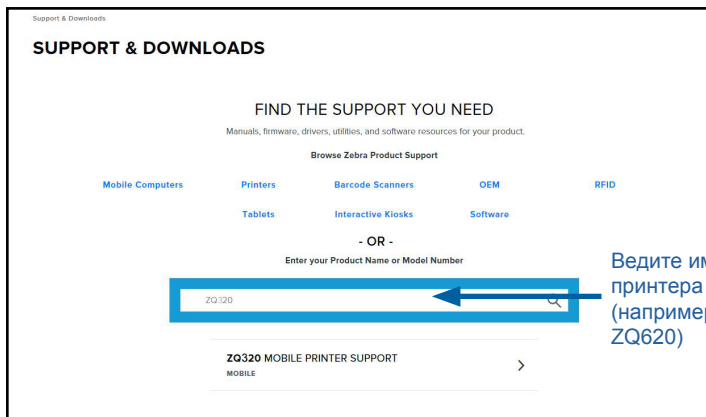 Support & Downloads
SUPPORT & DOWNLOADS
FIND THE SUPPORT YOU NEED
Manuals, firmware, drivers, utilities, and software resources for your product.
Browse Zebra Product Support
Mobile Computers Printers Barcode Scanners OEM RFID
Tablets Interactive Kiosks Software
- OR -
Enter your Product Name or Model Number
ZQ320
ZQ320 MOBILE PRINTER SUPPORT
MOBILE
Ведите
принтера
ZQ620)